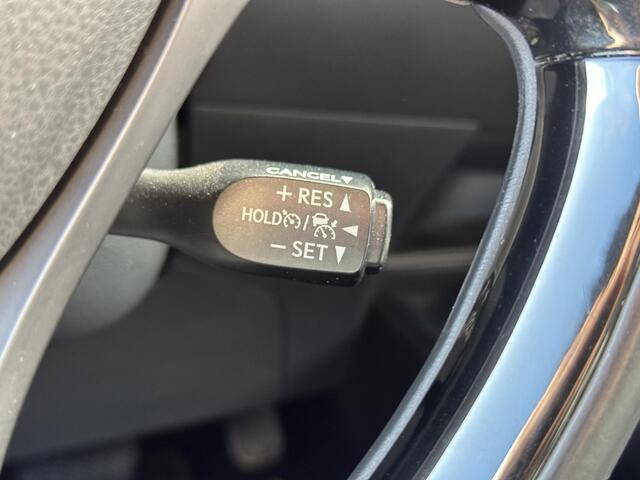 CANCEL▼
+ RES ▲
HOLD / ◀
− SET ▼